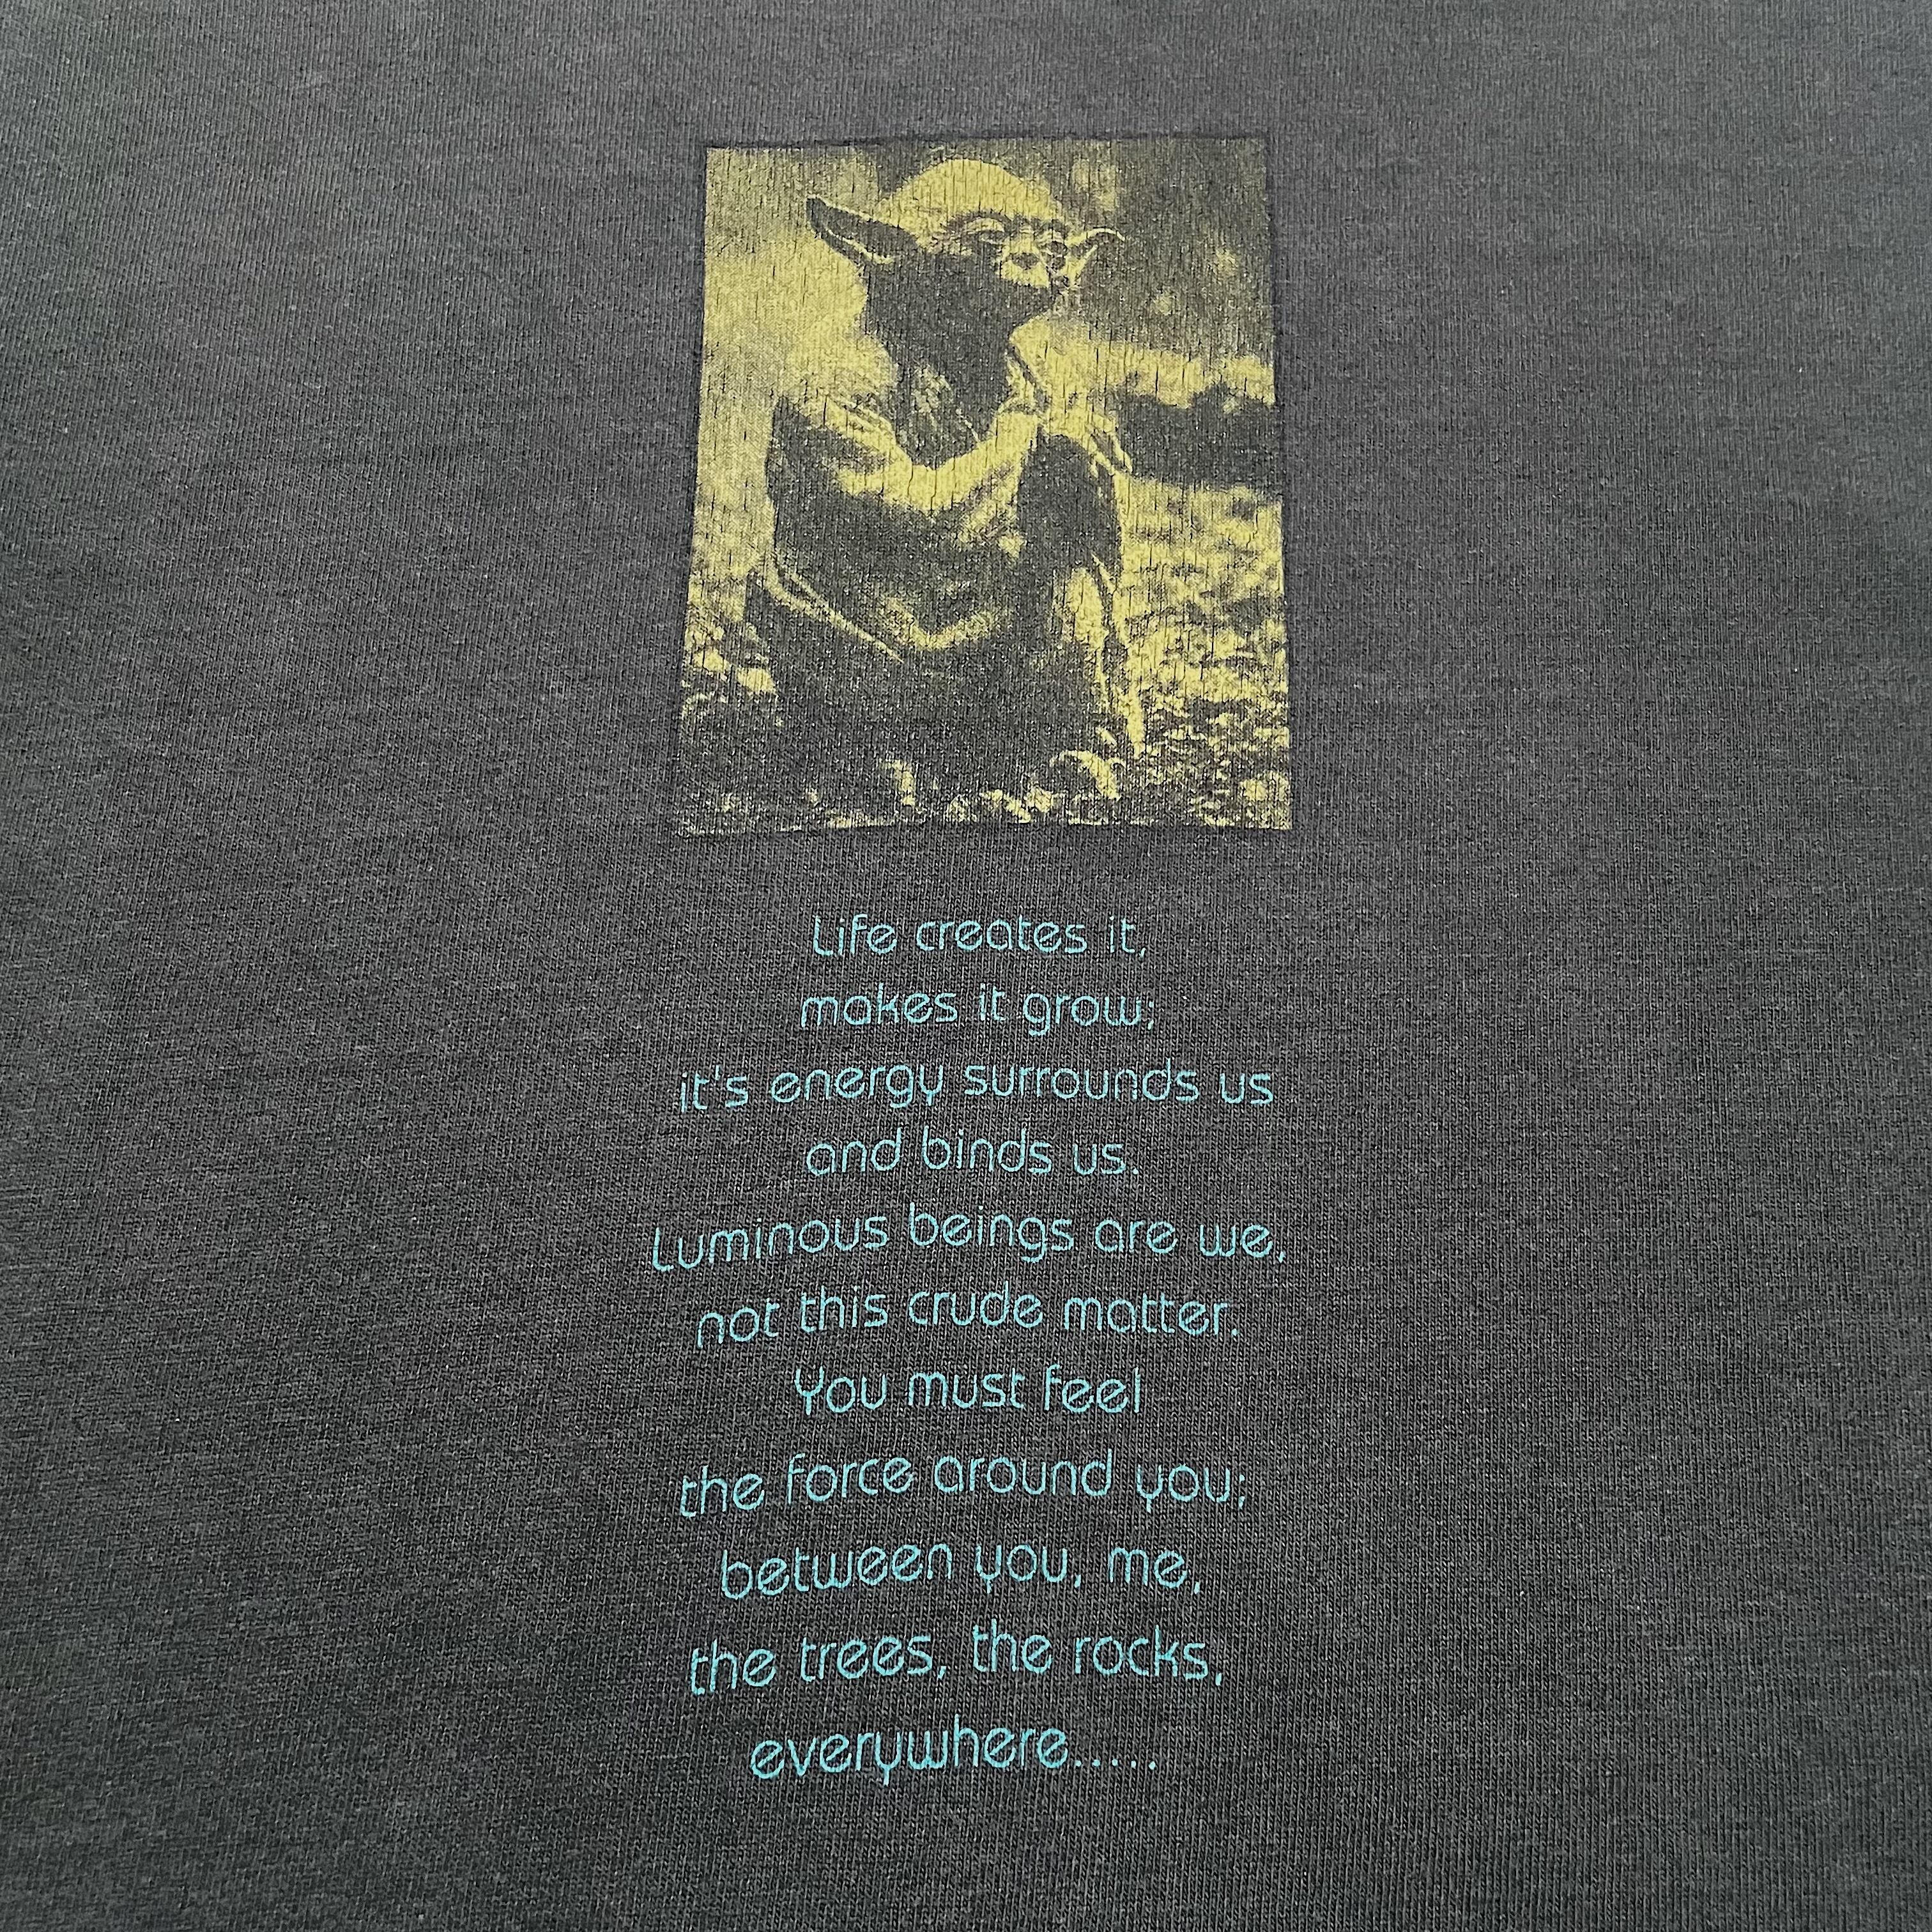 Life creates it,
makes it grow;
it's energy surrounds us
and binds us.
Luminous beings are we,
not this crude matter.
You must feel
the force around you;
between you, me,
the trees, the rocks,
everywhere.....